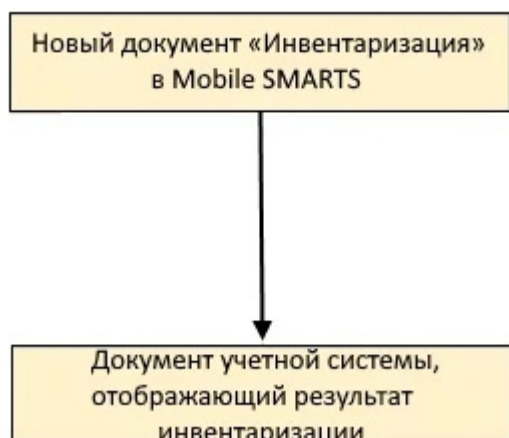 Новый документ «Инвентаризация»
в Mobile SMARTS
Документ учетной системы,
отображающий результат
инвентаризации